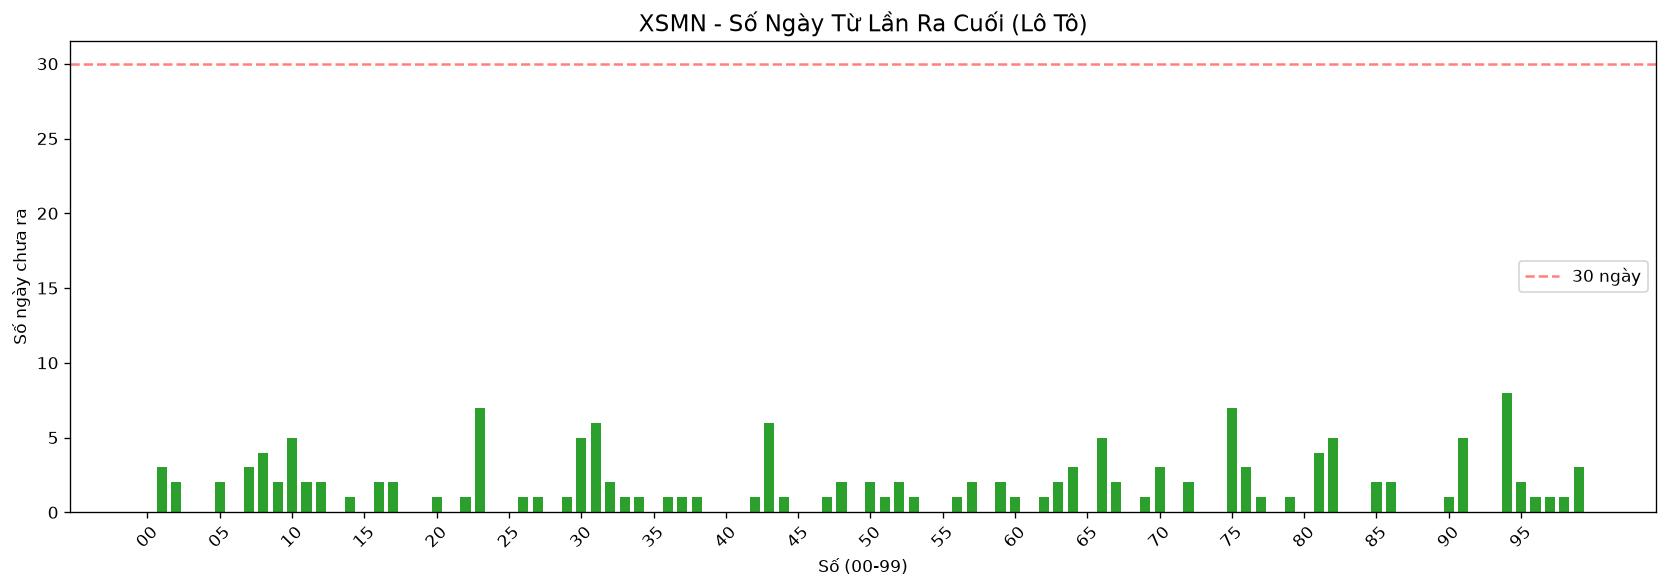 XSMN - Số Ngày Từ Lần Ra Cuối (Lô Tô)
Số ngày chưa ra
30
25
20
15
10
5
0
30 ngày
00 05 10 15 20 25 30 35 40 45 50 55 60 65 70 75 80 85 90 95
Số (00-99)